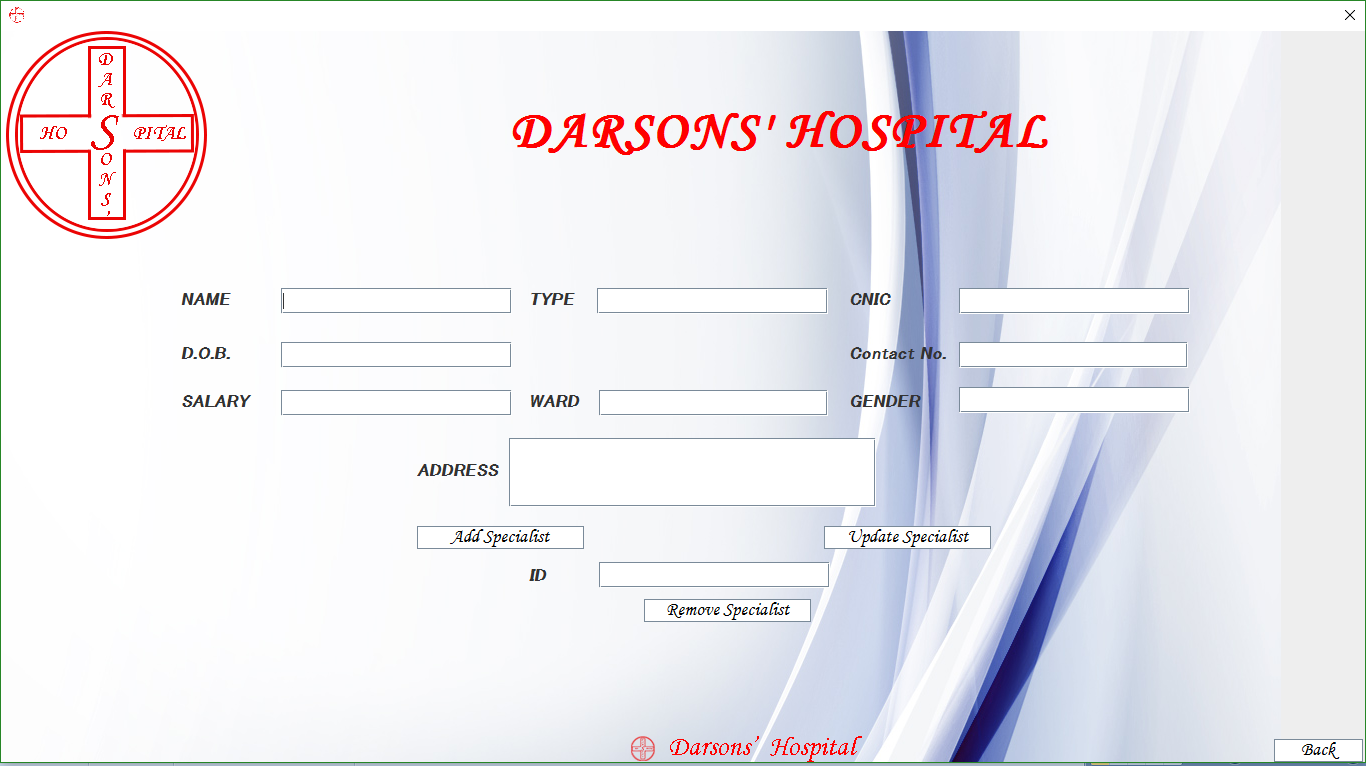 D
A
R
HO S PITAL
O
N
S
'
DARSONS' HOSPITAL
NAME TYPE CNIC
D.O.B. Contact No.
SALARY WARD GENDER
ADDRESS
Add Specialist Update Specialist
ID
Remove Specialist
Darsons' Hospital
Back